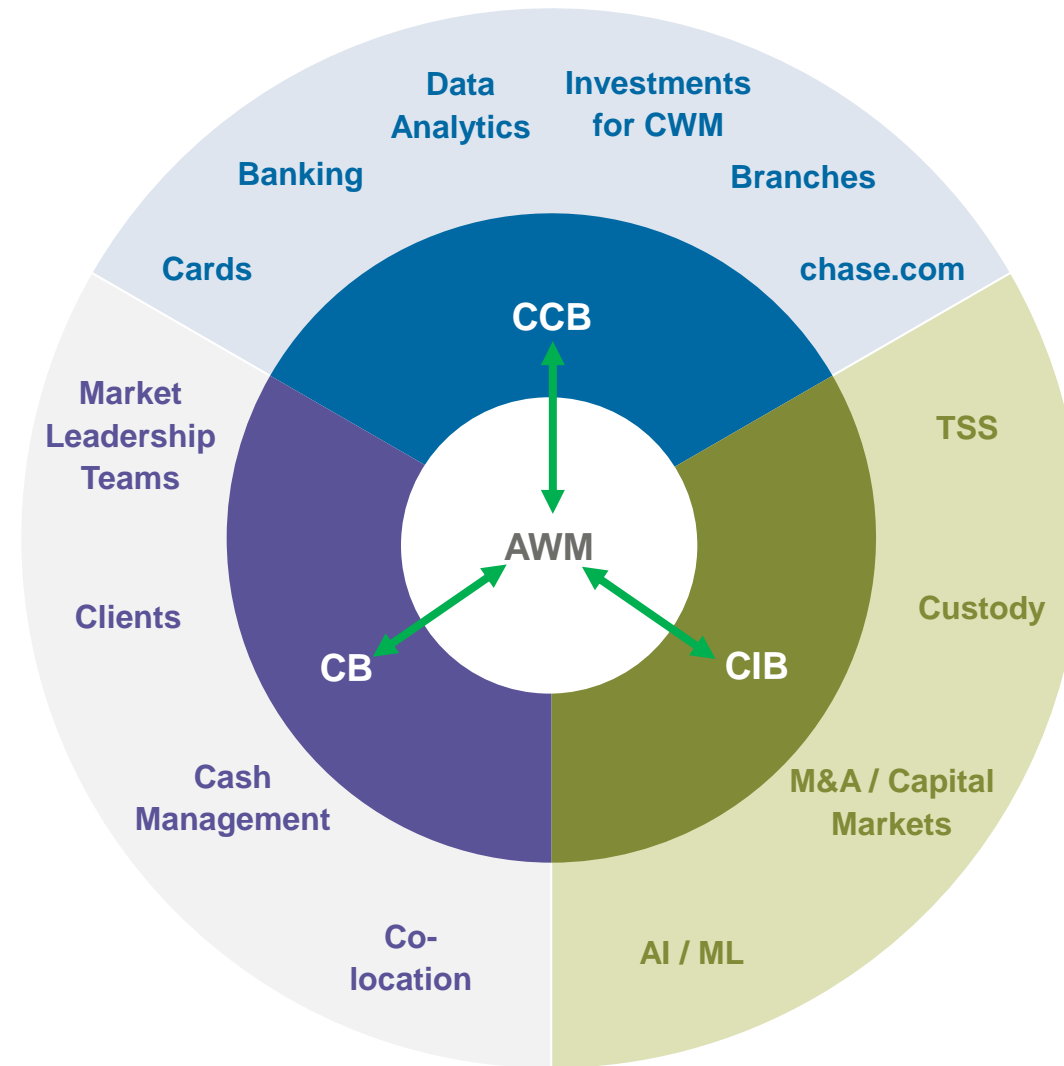 Data
Analytics
Investments
for CWM
Banking
Branches
Cards
chase.com
CCB
Market
Leadership
Teams
TSS
AWM
Clients
Custody
CB
CIB
Cash
Management
M&A / Capital
Markets
Co-
location
AI / ML